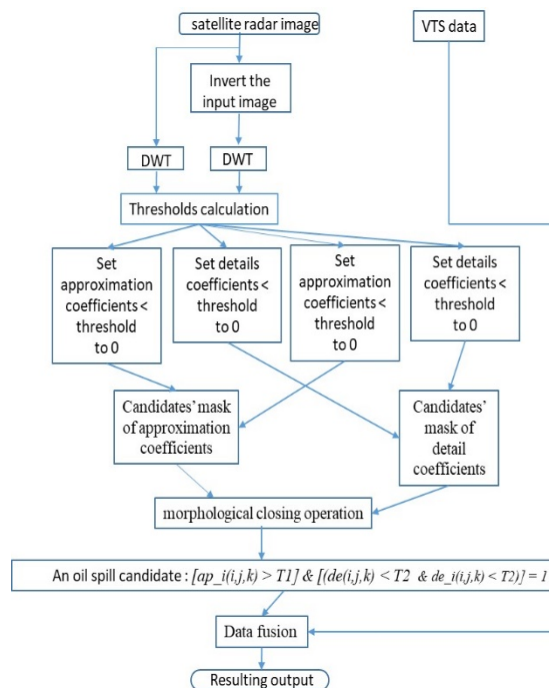 satellite radar image
VTS data
Invert the
input image
DWT
DWT
Thresholds calculation
Set
approximation
coefficients <
threshold
to 0
Set details
coefficients <
threshold
to 0
Set
approximation
coefficients <
threshold
to 0
Set details
coefficients <
threshold
to 0
Candidates’ mask
of approximation
coefficients
Candidates’
mask of
detail
coefficients
morphological closing operation
An oil spill candidate : [ap_i(i,j,k) > T1] & [(de(i,j,k) < T2 & de_i(i,j,k) < T2)] = 1
Data fusion
Resulting output